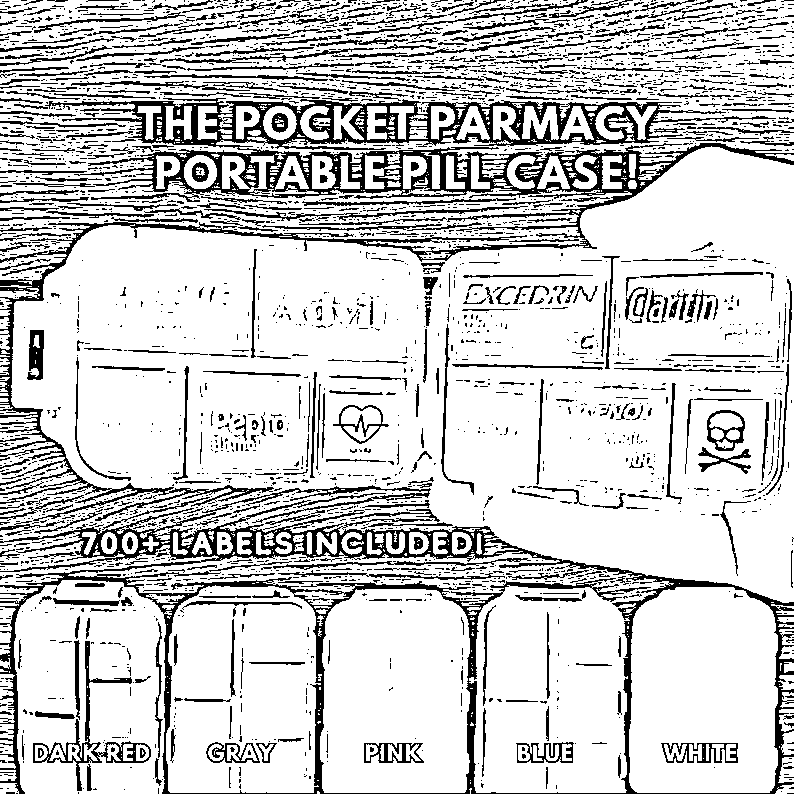 THE POCKET PARMACY
PORTABLE PILL CASE!
Advil
EXCEDRIN
Claritin
Pepto
TYLENOL
700+ LABELS INCLUDED!
DARK RED
GRAY
PINK
BLUE
WHITE